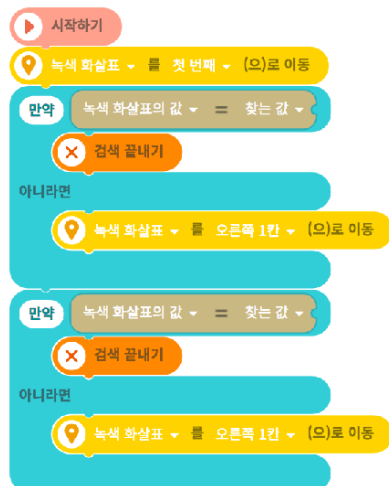 시작하기
녹색 화살표 를 첫 번째 (으)로 이동
만약 녹색 화살표의 값 = 찾는 값
검색 끝내기
아니라면
녹색 화살표 를 오른쪽 1칸 (으)로 이동
만약 녹색 화살표의 값 = 찾는 값
검색 끝내기
아니라면
녹색 화살표 를 오른쪽 1칸 (으)로 이동